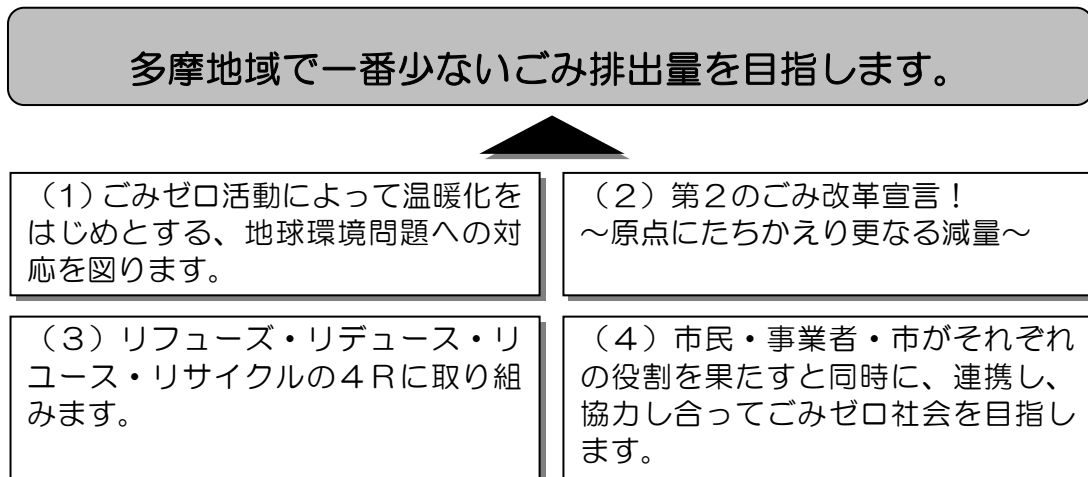 多摩地域で一番少ないごみ排出量を目指します。
（１）ごみゼロ活動によって温暖化を
はじめとする、地球環境問題への対
応を図ります。
（２）第２のごみ改革宣言！
～原点にたちかえり更なる減量～
（３）リフューズ・リデュース・リ
ユース・リサイクルの４Ｒに取り組
みます。
（４）市民・事業者・市がそれぞれ
の役割を果たすと同時に、連携し、
協力し合ってごみゼロ社会を目指し
ます。